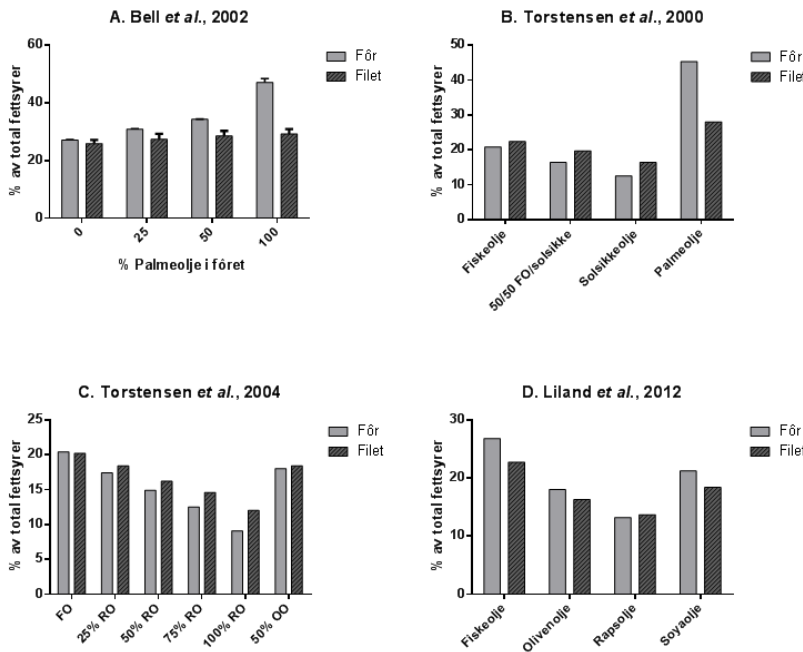 A. Bell et al., 2002
% av total fettsyrer
60
40
20
0
0
25
50
100
% Palmeolje i fôret
Fôr
Filet
B. Torstensen et al., 2000
% av total fettsyrer
50
40
30
20
10
0
Fiskeolje
50/50 FO/solsikke
Solsikkeolje
Palmeolje
Fôr
Filet
C. Torstensen et al., 2004
% av total fettsyrer
25
20
15
10
5
0
FO
25% RO
50% RO
75% RO
100% RO
50% OO
Fôr
Filet
D. Liland et al., 2012
% av total fettsyrer
30
20
10
0
Fiskeolje
Olivenolje
Rapsolje
Soyaolje
Fôr
Filet